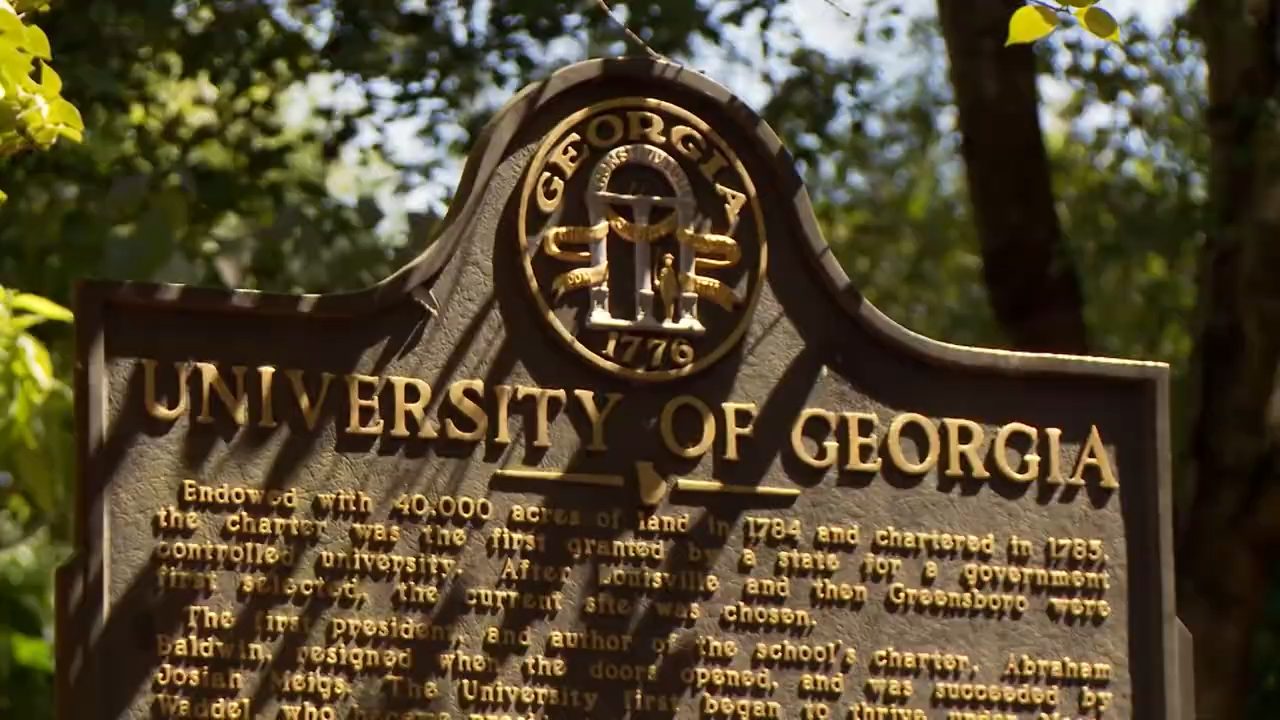 GEORGIA
1776
UNIVERSITY OF GEORGIA
Endowed with 40,000 acres of land in 1784 and chartered in 1785,
the charter was the first granted by a state for a government
controlled university. After Louisville and then Greensboro were
first selected, the current site was chosen.
The first president and author of the school's charter, Abraham
Baldwin, resigned when the doors opened, and was succeeded by
Josiah Meigs. The University first began to thrive under
Waddel, who became